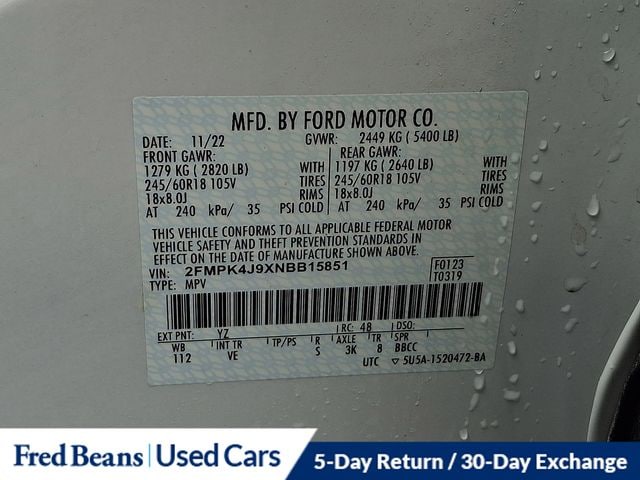 MFD. BY FORD MOTOR CO.
DATE: 11/22 GVWR: 2449 KG ( 5400 LB)
FRONT GAWR: REAR GAWR:
1279 KG ( 2820 LB) WITH 1197 KG ( 2640 LB) WITH
245/60R18 105V TIRES 245/60R18 105V TIRES
18x8.0J RIMS 18x8.0J RIMS
AT 240 kPa/ 35 PSI COLD AT 240 kPa/ 35 PSI COLD
THIS VEHICLE CONFORMS TO ALL APPLICABLE FEDERAL MOTOR
VEHICLE SAFETY AND THEFT PREVENTION STANDARDS IN
EFFECT ON THE DATE OF MANUFACTURE SHOWN ABOVE.
VIN: 2FMPK4J9XNBB15851 F0123
TYPE: MPV T0319
EXT PNT: YZ RC: 48 DSO:
WB INT TR TP/PS R AXLE TR SPR
112 VE S 3K 8 BBCC
UTC ▽ 5U5A-1520472-BA
Fred Beans Used Cars 5-Day Return / 30-Day Exchange